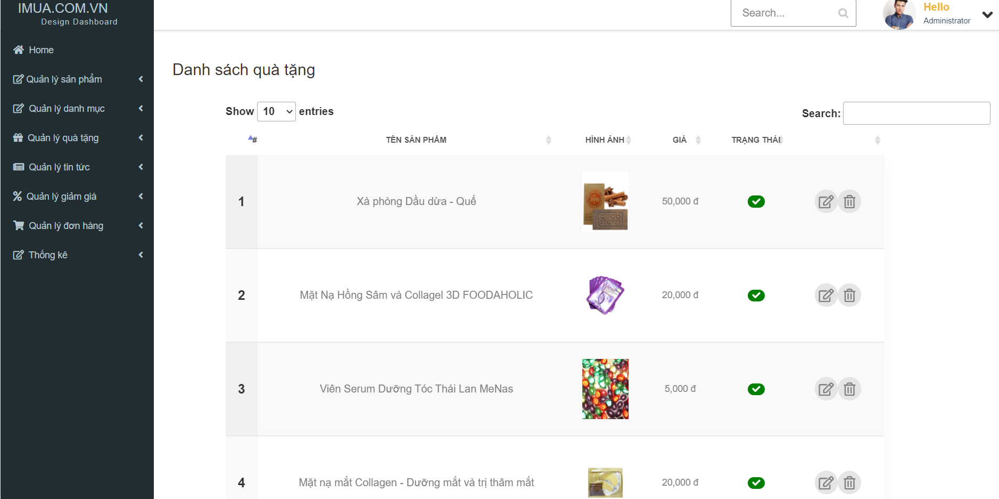 IMUA.COM.VN
Design Dashboard
Search...
Hello
Administrator
Home
Quản lý sản phẩm
Quản lý danh mục
Quản lý quà tặng
Quản lý tin tức
Quản lý giảm giá
Quản lý đơn hàng
Thống kê
Danh sách quà tặng
Show 10 entries
Search:
# TÊN SẢN PHẨM HÌNH ẢNH GIÁ TRẠNG THÁI
1 Xà phòng Dầu dừa - Quế 50,000 đ
100
COCO
SECRET
2 Mặt Nạ Hồng Sâm và Collagel 3D FOODAHOLIC 20,000 đ
3 Viên Serum Dưỡng Tóc Thái Lan MeNas 5,000 đ
4 Mặt nạ mắt Collagen - Dưỡng mắt và trị thâm mắt 20,000 đ